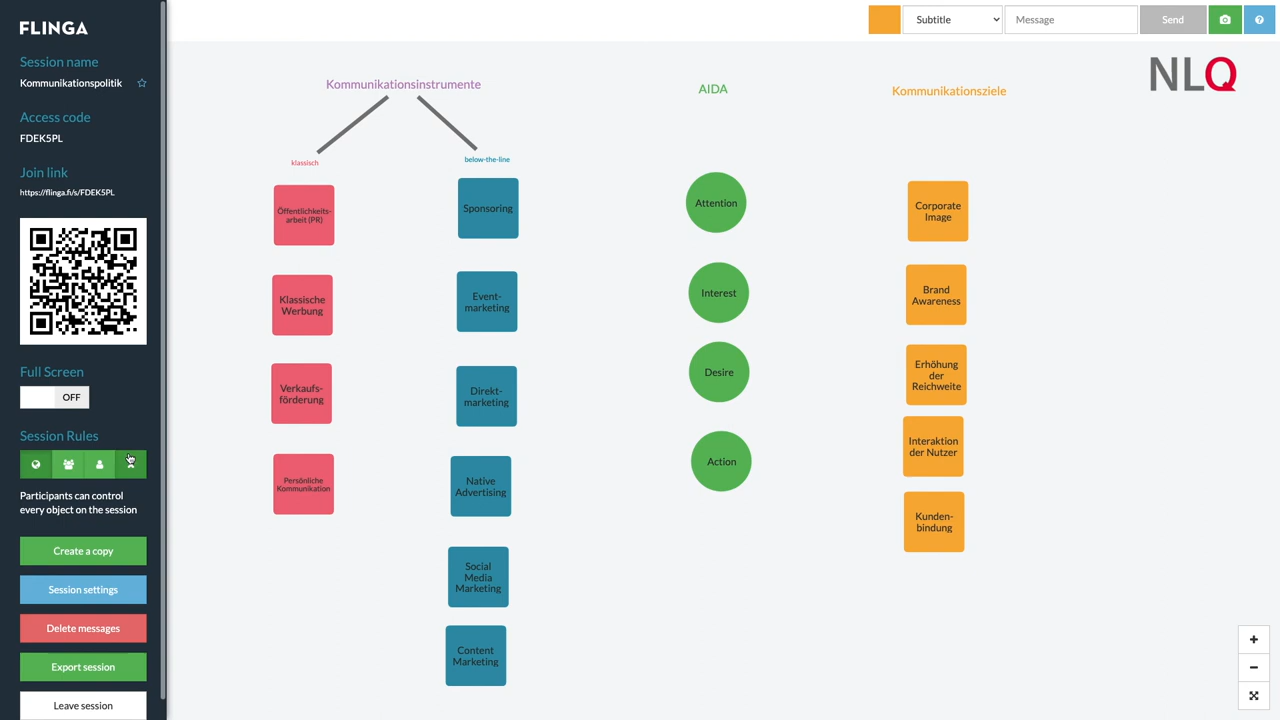 FLINGA
Session name
Kommunikationspolitik
Access code
FDEK5PL
Join link
https://flinga.fi/s/FDEK5PL
Full Screen
OFF
Session Rules
Participants can control
every object on the session
Create a copy
Session settings
Delete messages
Export session
Leave session
Subtitle
Message
Send
?
NLQ
Kommunikationsinstrumente
klassisch
below-the-line
Öffentlichkeits-
arbeit (PR)
Klassische
Werbung
Verkaufs-
förderung
Persönliche
Kommunikation
Sponsoring
Event-
marketing
Direkt-
marketing
Native
Advertising
Social
Media
Marketing
Content
Marketing
AIDA
Attention
Interest
Desire
Action
Kommunikationsziele
Corporate
Image
Brand
Awareness
Erhöhung
der
Reichweite
Interaktion
der Nutzer
Kunden-
bindung